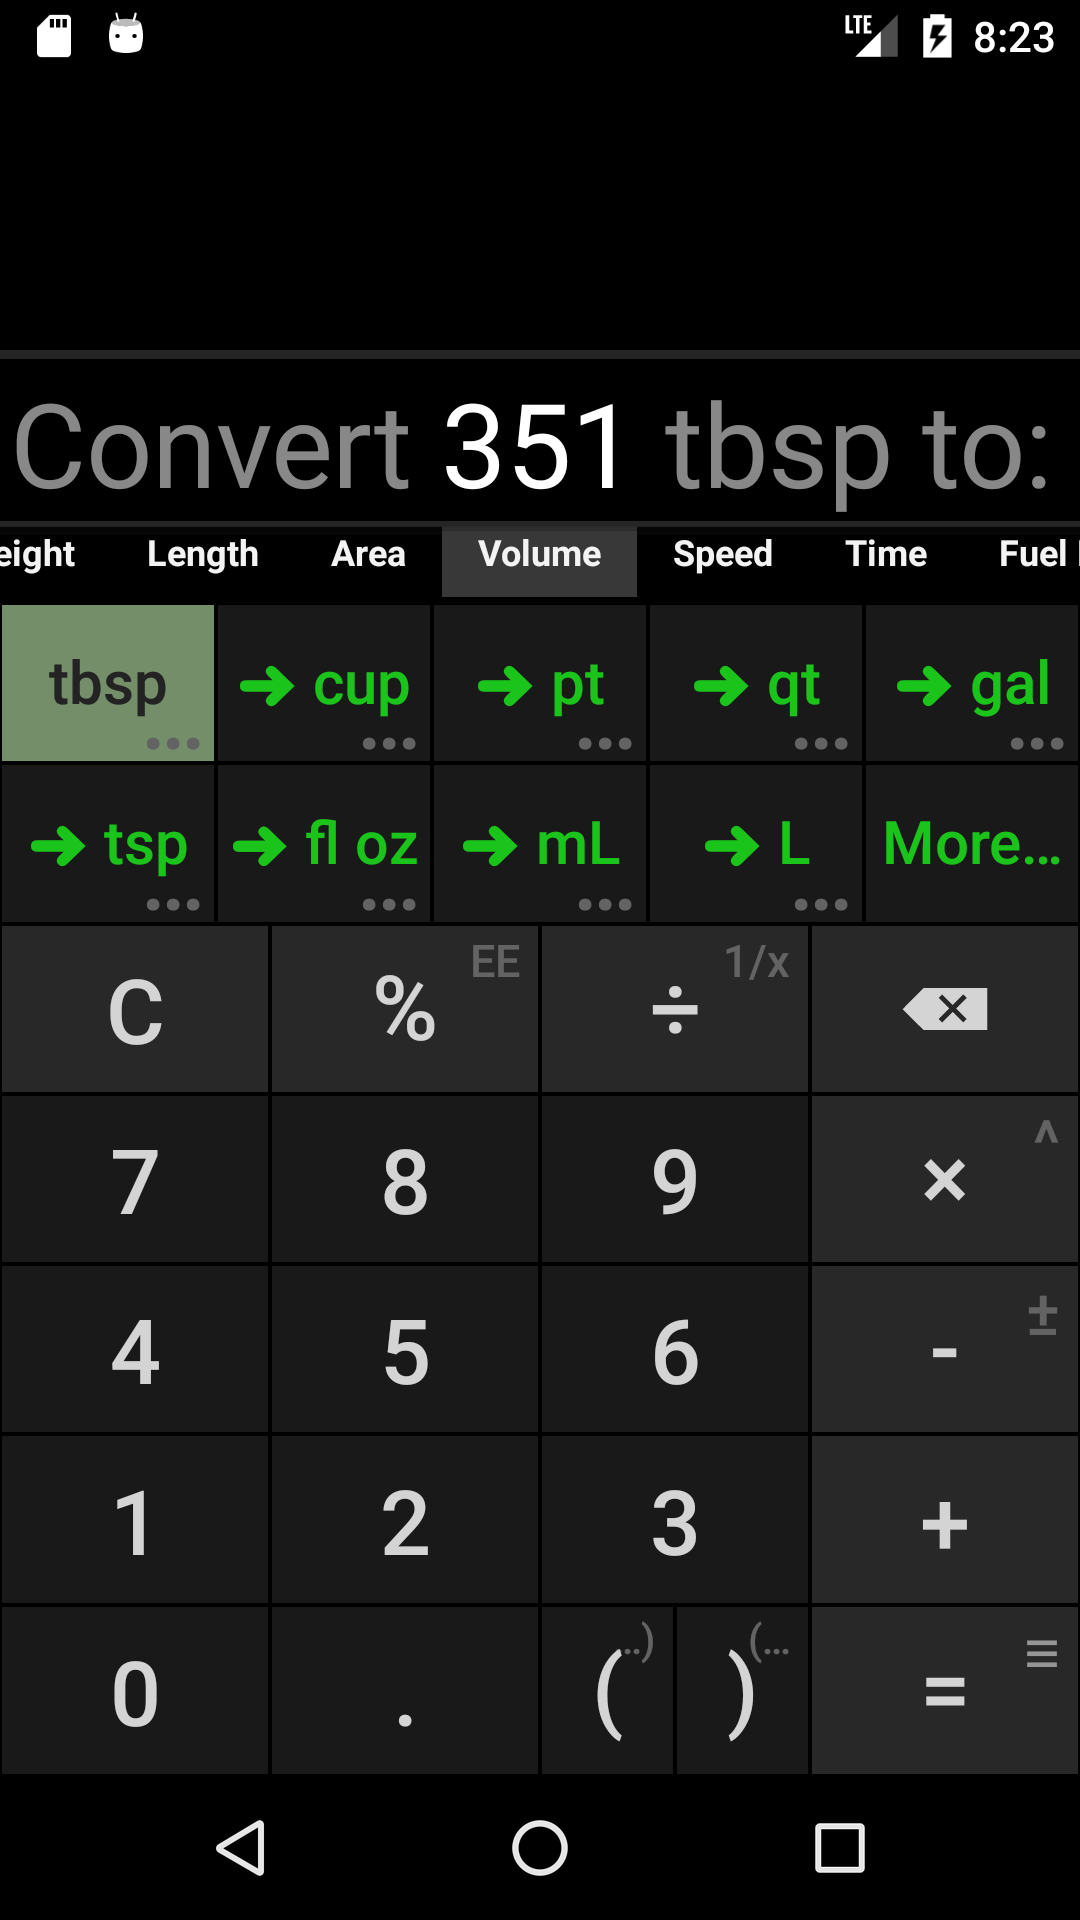 LTE 8:23
Convert 351 tbsp to:
eight Length Area Volume Speed Time Fuel
tbsp ➔ cup ➔ pt ➔ qt ➔ gal
➔ tsp ➔ fl oz ➔ mL ➔ L More...
C % EE ÷ 1/x
7 8 9 × ^
4 5 6 - ±
1 2 3 +
0 . ( ..) ) (... =